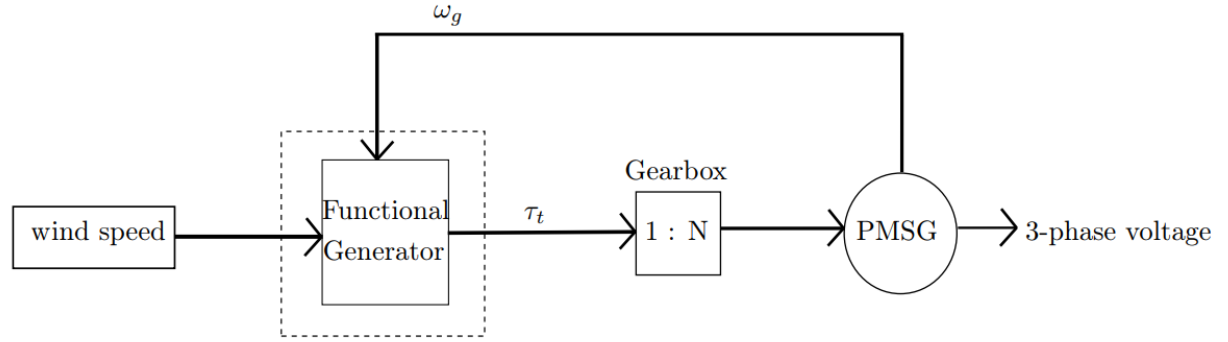 ω_g
Gearbox
wind speed
Functional
Generator
τ_t
1 : N
PMSG
3-phase voltage